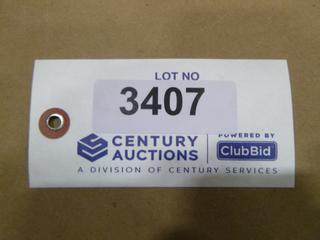 LOT NO
3407
CENTURY AUCTIONS
POWERED BY
ClubBid
A DIVISION OF CENTURY SERVICES